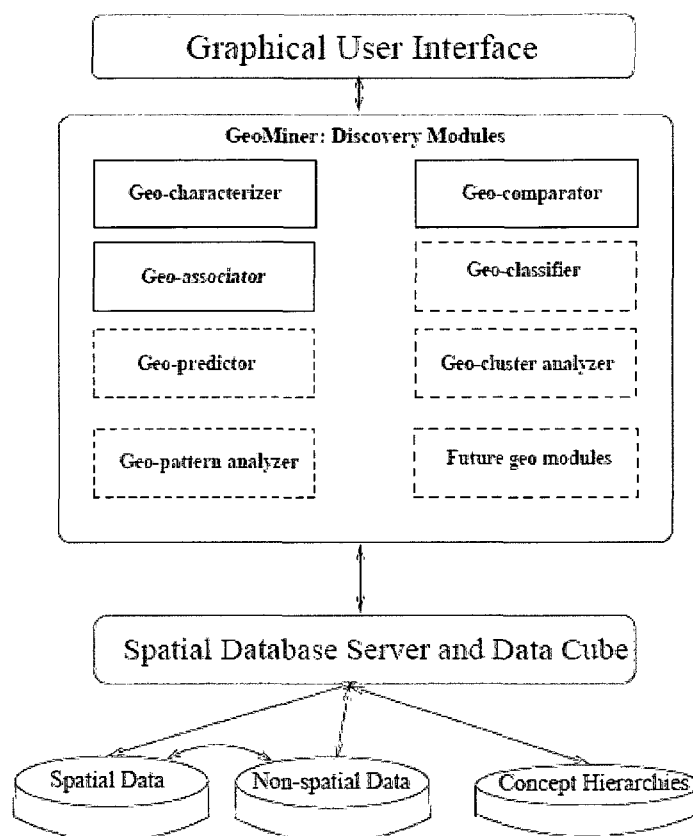 Graphical User Interface
GeoMiner: Discovery Modules
Geo-characterizer
Geo-comparator
Geo-associator
Geo-classifier
Geo-predictor
Geo-cluster analyzer
Geo-pattern analyzer
Future geo modules
Spatial Database Server and Data Cube
Spatial Data
Non-spatial Data
Concept Hierarchies